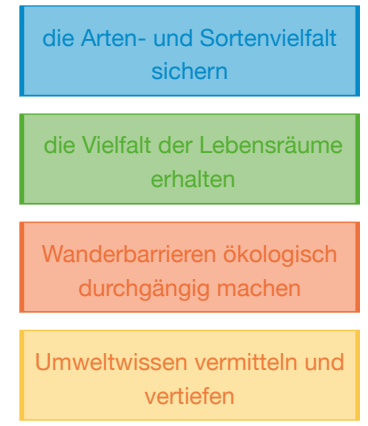 die Arten- und Sortenvielfalt
sichern
die Vielfalt der Lebensräume
erhalten
Wanderbarrieren ökologisch
durchgängig machen
Umweltwissen vermitteln und
vertiefen